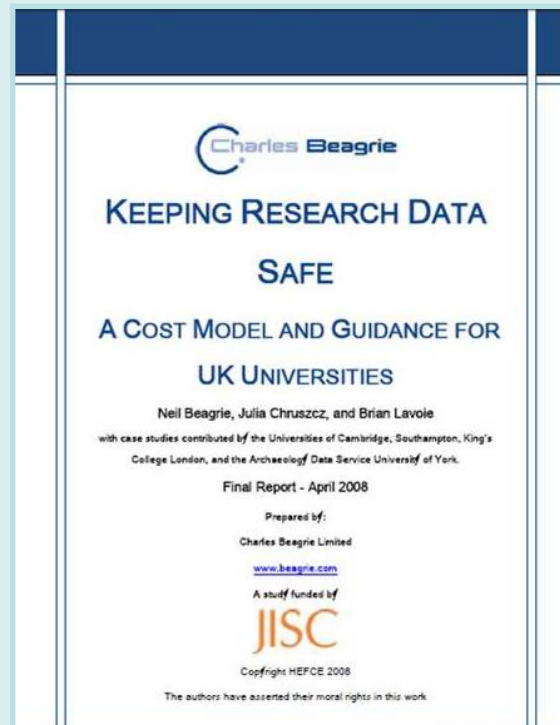 Charles Beagrie
KEEPING RESEARCH DATA
SAFE
A COST MODEL AND GUIDANCE FOR
UK UNIVERSITIES
Neil Beagrie, Julia Chruszcz, and Brian Lavoie
with case studies contributed by the Universities of Cambridge, Southampton, King's
College London, and the Archaeology Data Service University of York.
Final Report - April 2008
Prepared by:
Charles Beagrie Limited
www.beagrie.com
A study funded by
JISC
Copyright HEFCE 2008
The authors have asserted their moral rights in this work